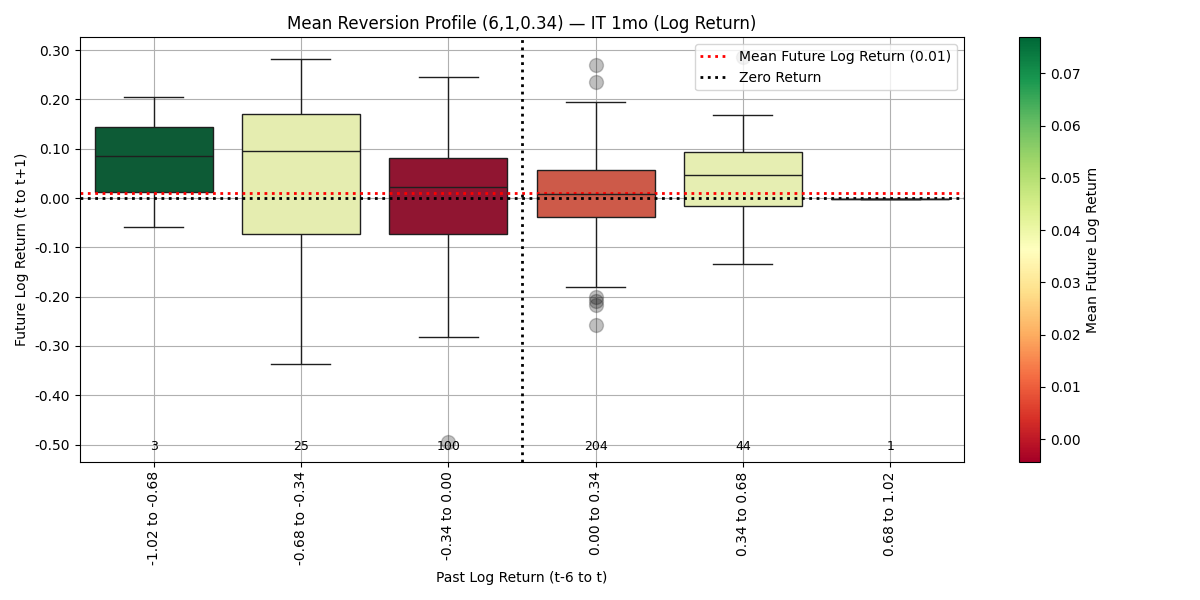 Mean Reversion Profile (6,1,0.34) — IT 1mo (Log Return)
Mean Future Log Return (0.01)
Zero Return
Future Log Return (t to t+1)
0.30
0.20
0.10
0.00
-0.10
-0.20
-0.30
-0.40
-0.50
3
25
100
204
44
1
-1.02 to -0.68
-0.68 to -0.34
-0.34 to 0.00
0.00 to 0.34
0.34 to 0.68
0.68 to 1.02
Past Log Return (t-6 to t)
0.07
0.06
0.05
0.04
0.03
0.02
0.01
0.00
Mean Future Log Return